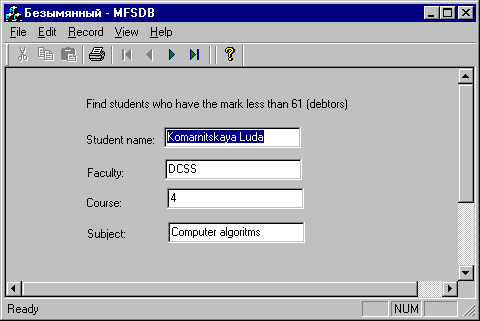 Безымянный - MFSDB
File Edit Record View Help
?
Find students who have the mark less than 61 (debtors)
Student name: Komarnitskaya Luda
Faculty: DCSS
Course: 4
Subject: Computer algoritms
Ready NUM